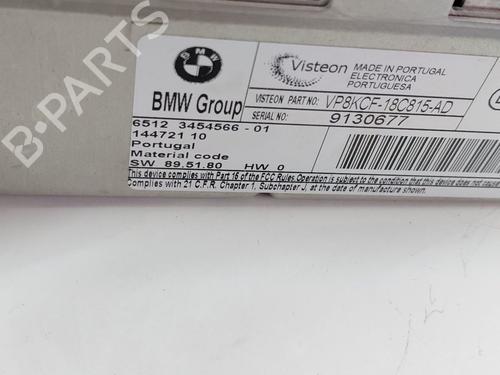 BMW
BMW Group
Visteon
MADE IN PORTUGAL
ELECTRONICA
PORTUGUESA
VISTEON PART NO: VP8KCF-18C815-AD
SERIAL NO: 9130677
6512 3454566 - 01
144721 10
Portugal
Material code
SW 89.51.80 HW 0
This device complies with Part 15 of the FCC Rules.Operation is subject to the condition that this device does not
Complies with 21 C.F.R. Chapter 1, Subchapter J, at the date of manufacture shown.
B-PARTS